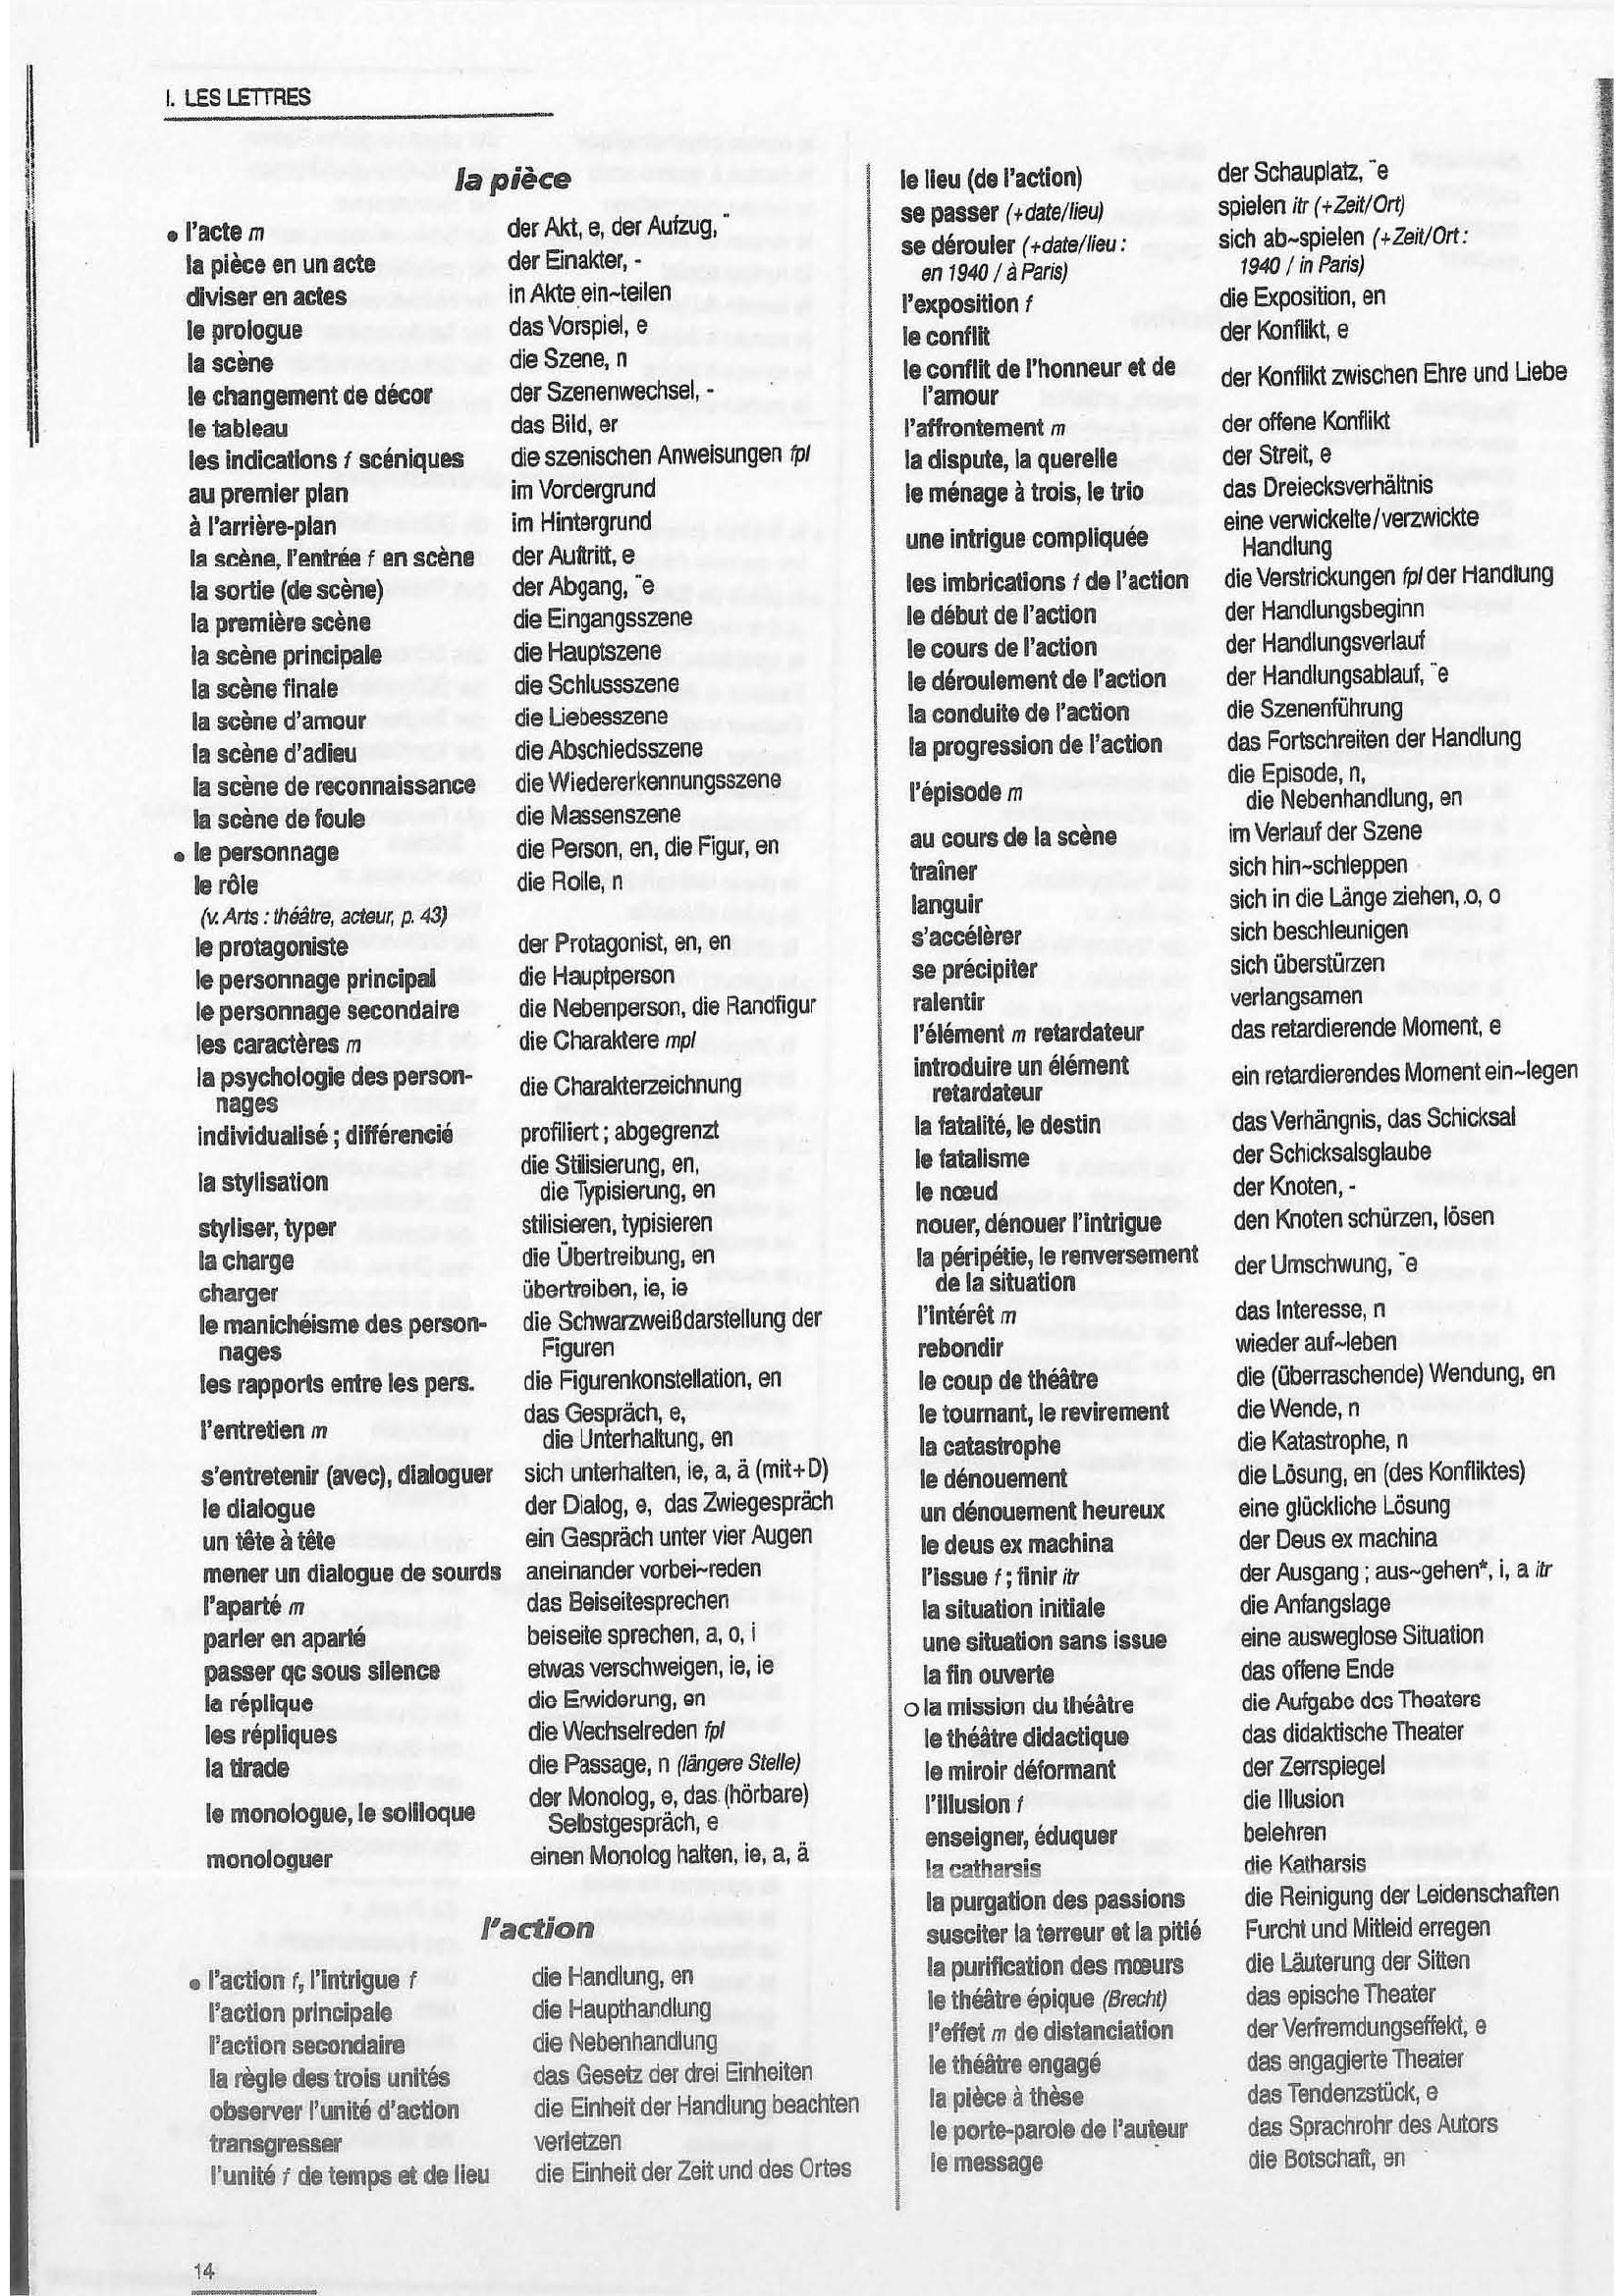 I. LES LETTRES
la pièce
• l'acte m der Akt, e, der Aufzug, ¨
la pièce en un acte der Einakter, -
diviser en actes in Akte ein~teilen
le prologue das Vorspiel, e
la scène die Szene, n
le changement de décor der Szenenwechsel, -
le tableau das Bild, er
les indications f scéniques die szenischen Anweisungen fpl
au premier plan im Vordergrund
à l'arrière-plan im Hintergrund
la scène, l'entrée f en scène der Auftritt, e
la sortie (de scène) der Abgang, ¨e
la première scène die Eingangsszene
la scène principale die Hauptszene
la scène finale die Schlussszene
la scène d'amour die Liebesszene
la scène d'adieu die Abschiedsszene
la scène de reconnaissance die Wiedererkennungsszene
la scène de foule die Massenszene
• le personnage die Person, en, die Figur, en
le rôle die Rolle, n
(v. Arts : théâtre, acteur, p. 43)
le protagoniste der Protagonist, en, en
le personnage principal die Hauptperson
le personnage secondaire die Nebenperson, die Randfigur
les caractères m die Charaktere mpl
la psychologie des person-
nages die Charakterzeichnung
individualisé ; différencié profiliert ; abgegrenzt
la stylisation die Stilisierung, en,
die Typisierung, en
styliser, typer stilisieren, typisieren
la charge die Übertreibung, en
charger übertreiben, ie, ie
le manichéisme des person- die Schwarzweißdarstellung der
nages Figuren
les rapports entre les pers. die Figurenkonstellation, en
l'entretien m das Gespräch, e,
die Unterhaltung, en
s'entretenir (avec), dialoguer sich unterhalten, ie, a, ä (mit+D)
le dialogue der Dialog, e, das Zwiegespräch
un tête à tête ein Gespräch unter vier Augen
mener un dialogue de sourds aneinander vorbei~reden
l'aparté m das Beiseitesprechen
parler en aparté beiseite sprechen, a, o, i
passer qc sous silence etwas verschweigen, ie, ie
la réplique die Erwiderung, en
les répliques die Wechselreden fpl
la tirade die Passage, n (längere Stelle)
le monologue, le soliloque der Monolog, e, das (hörbare)
Selbstgespräch, e
monologuer einen Monolog halten, ie, a, ä
l'action
• l'action f, l'intrigue f die Handlung, en
l'action principale die Haupthandlung
l'action secondaire die Nebenhandlung
la règle des trois unités das Gesetz der drei Einheiten
observer l'unité d'action die Einheit der Handlung beachten
transgresser verletzen
l'unité f de temps et de lieu die Einheit der Zeit und des Ortes
le lieu (de l'action) der Schauplatz, ¨e
se passer (+date/lieu) spielen itr (+Zeit/Ort)
se dérouler (+date/lieu : sich ab~spielen (+Zeit/Ort :
en 1940 / à Paris) 1940 / in Paris)
l'exposition f die Exposition, en
le conflit der Konflikt, e
le conflit de l'honneur et de
l'amour der Konflikt zwischen Ehre und Liebe
l'affrontement m der offene Konflikt
la dispute, la querelle der Streit, e
le ménage à trois, le trio das Dreiecksverhältnis
une intrigue compliquée eine verwickelte/verzwickte
Handlung
les imbrications f de l'action die Verstrickungen fpl der Handlung
le début de l'action der Handlungsbeginn
le cours de l'action der Handlungsverlauf
le déroulement de l'action der Handlungsablauf, ¨e
la conduite de l'action die Szenenführung
la progression de l'action das Fortschreiten der Handlung
l'épisode m die Episode, n,
die Nebenhandlung, en
au cours de la scène im Verlauf der Szene
traîner sich hin~schleppen
languir sich in die Länge ziehen, o, o
s'accélèrer sich beschleunigen
se précipiter sich überstürzen
ralentir verlangsamen
l'élément m retardateur das retardierende Moment, e
introduire un élément
retardateur ein retardierendes Moment ein~legen
la fatalité, le destin das Verhängnis, das Schicksal
le fatalisme der Schicksalsglaube
le nœud der Knoten, -
nouer, dénouer l'intrigue den Knoten schürzen, lösen
la péripétie, le renversement
de la situation der Umschwung, ¨e
l'intérêt m das Interesse, n
rebondir wieder auf~leben
le coup de théâtre die (überraschende) Wendung, en
le tournant, le revirement die Wende, n
la catastrophe die Katastrophe, n
le dénouement die Lösung, en (des Konfliktes)
un dénouement heureux eine glückliche Lösung
le deus ex machina der Deus ex machina
l'issue f ; finir itr der Ausgang ; aus~gehen*, i, a itr
la situation initiale die Anfangslage
une situation sans issue eine ausweglose Situation
la fin ouverte das offene Ende
o la mission du théâtre die Aufgabe des Theaters
le théâtre didactique das didaktische Theater
le miroir déformant der Zerrspiegel
l'illusion f die Illusion
enseigner, éduquer belehren
la catharsis die Katharsis
la purgation des passions die Reinigung der Leidenschaften
susciter la terreur et la pitié Furcht und Mitleid erregen
la purification des mœurs die Läuterung der Sitten
le théâtre épique (Brecht) das epische Theater
l'effet m de distanciation der Verfremdungseffekt, e
le théâtre engagé das engagierte Theater
la pièce à thèse das Tendenzstück, e
le porte-parole de l'auteur das Sprachrohr des Autors
le message die Botschaft, en
14